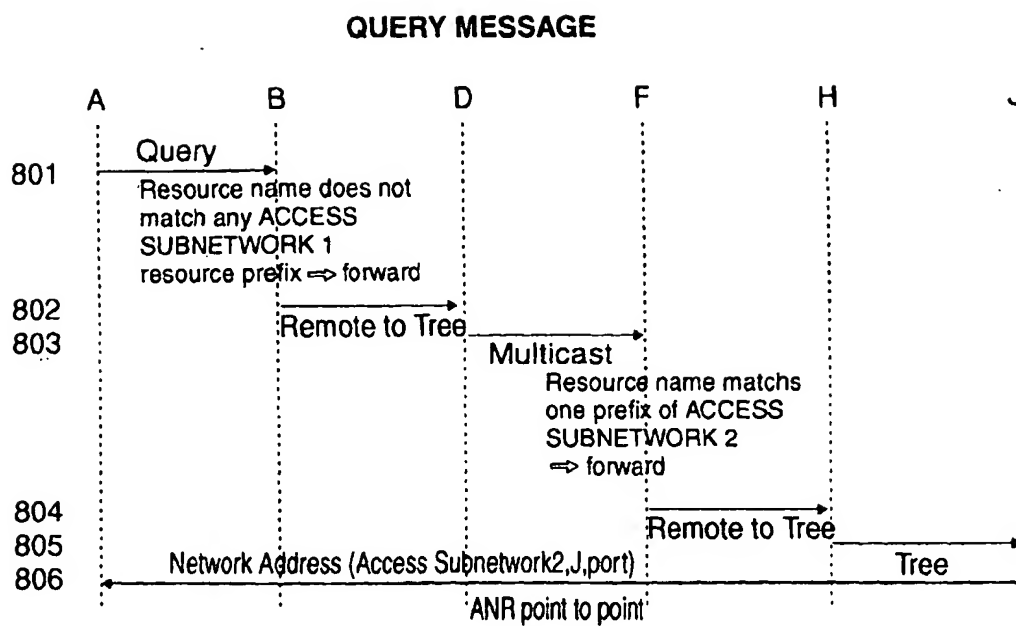 QUERY MESSAGE
A B D F H J
801 Query
Resource name does not
match any ACCESS
SUBNETWORK 1
resource prefix ⇒ forward
802 Remote to Tree
803 Multicast
Resource name matchs
one prefix of ACCESS
SUBNETWORK 2
⇒ forward
804 Remote to Tree
805 Tree
806 Network Address (Access Subnetwork2,J,port)
ANR point to point